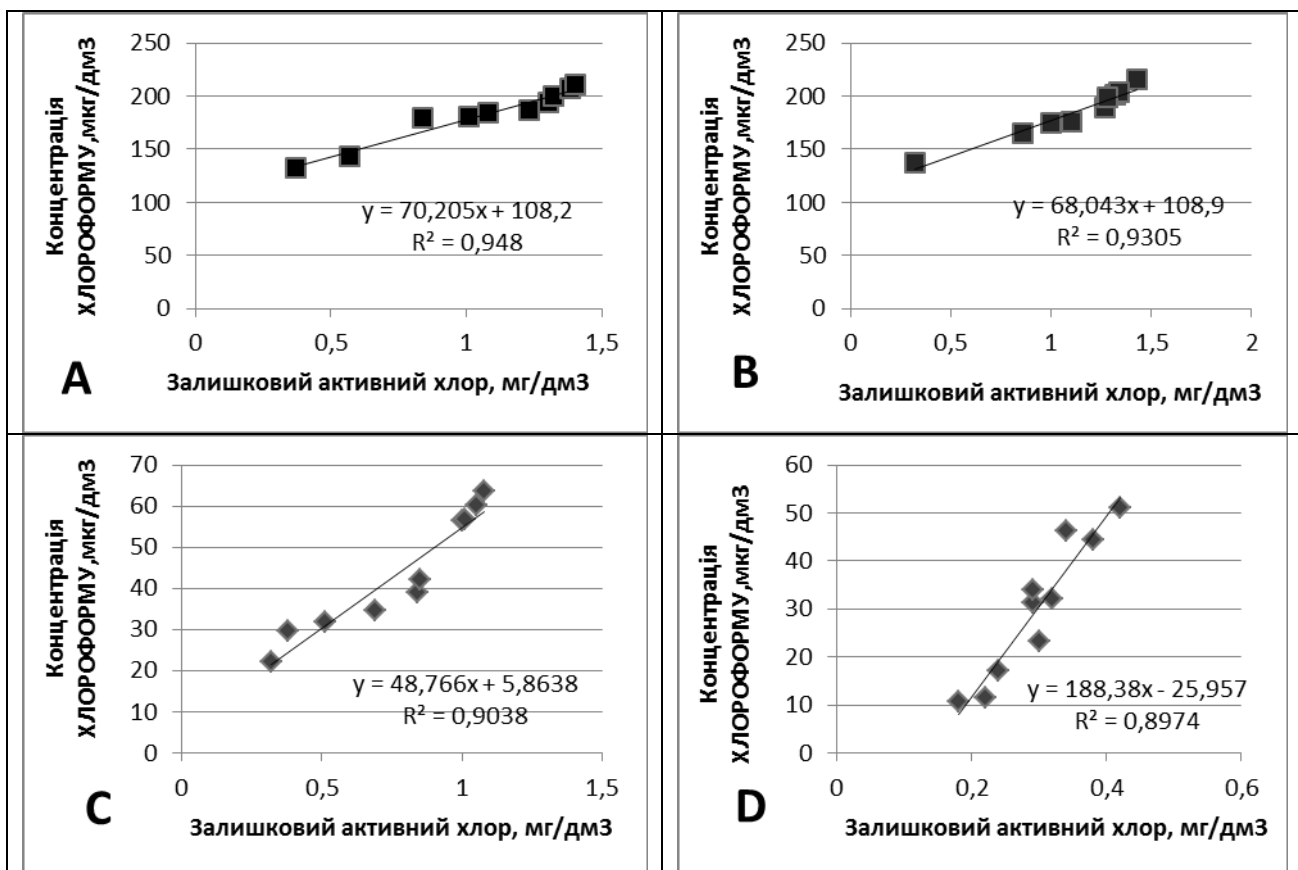 Концентрація
ХЛОРОФОРМУ,мкг/дм3
250
200
150
100
50
0
y = 70,205x + 108,2
R² = 0,948
0 0,5 1 1,5
A
Залишковий активний хлор, мг/дм3
Концентрація
ХЛОРОФОРМУ,мкг/дм3
250
200
150
100
50
0
y = 68,043x + 108,9
R² = 0,9305
0 0,5 1 1,5 2
B
Залишковий активний хлор, мг/дм3
Концентрація
ХЛОРОФОРМУ,мкг/дм3
70
60
50
40
30
20
10
0
y = 48,766x + 5,8638
R² = 0,9038
0 0,5 1 1,5
C
Залишковий активний хлор, мг/дм3
Концентрація
ХЛОРОФОРМУ,мкг/дм3
60
50
40
30
20
10
0
y = 188,38x - 25,957
R² = 0,8974
0 0,2 0,4 0,6
D
Залишковий активний хлор, мг/дм3